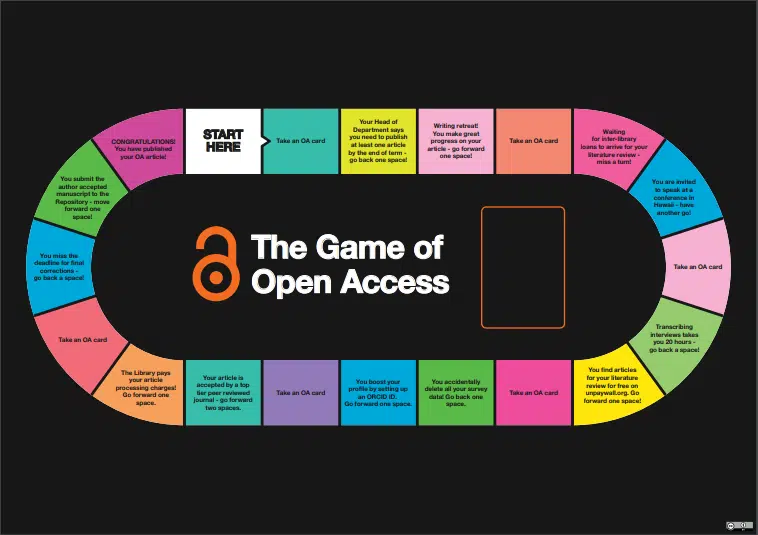 START
HERE
Take an OA card
Your Head of
Department says
you need to publish
at least one article
by the end of term -
go back one space!
Writing retreat!
You make great
progress on your
article - go forward
one space!
Take an OA card
Waiting
for inter-library
loans to arrive for your
literature review -
miss a turn!
You are invited
to speak at a
conference in
Hawaii - have
another go!
Take an OA card
Transcribing
interviews takes
you 20 hours -
go back a space!
You find articles
for your literature
review for free on
unpaywall.org. Go
forward one space!
Take an OA card
You accidentally
delete all your survey
data! Go back one
space.
You boost your
profile by setting up
an ORCID iD.
Go forward one space.
Take an OA card
Your article is
accepted by a top
tier peer reviewed
journal - go forward
two spaces.
The Library pays
your article
processing charges!
Go forward one
space.
Take an OA card
You miss the
deadline for final
corrections -
go back a space!
You submit the
author accepted
manuscript to the
Repository - move
forward one
space!
CONGRATULATIONS!
You have published
your OA article!
The Game of
Open Access